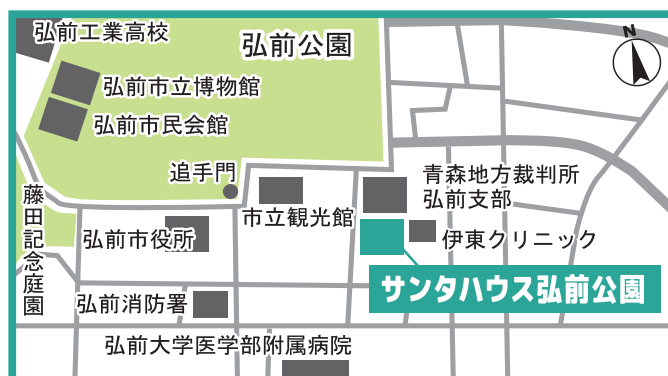 弘前工業高校
弘前公園
N
弘前市立博物館
弘前市民会館
追手門
青森地方裁判所
弘前支部
藤田記念庭園
市立観光館
弘前市役所
伊東クリニック
サンタハウス弘前公園
弘前消防署
弘前大学医学部附属病院